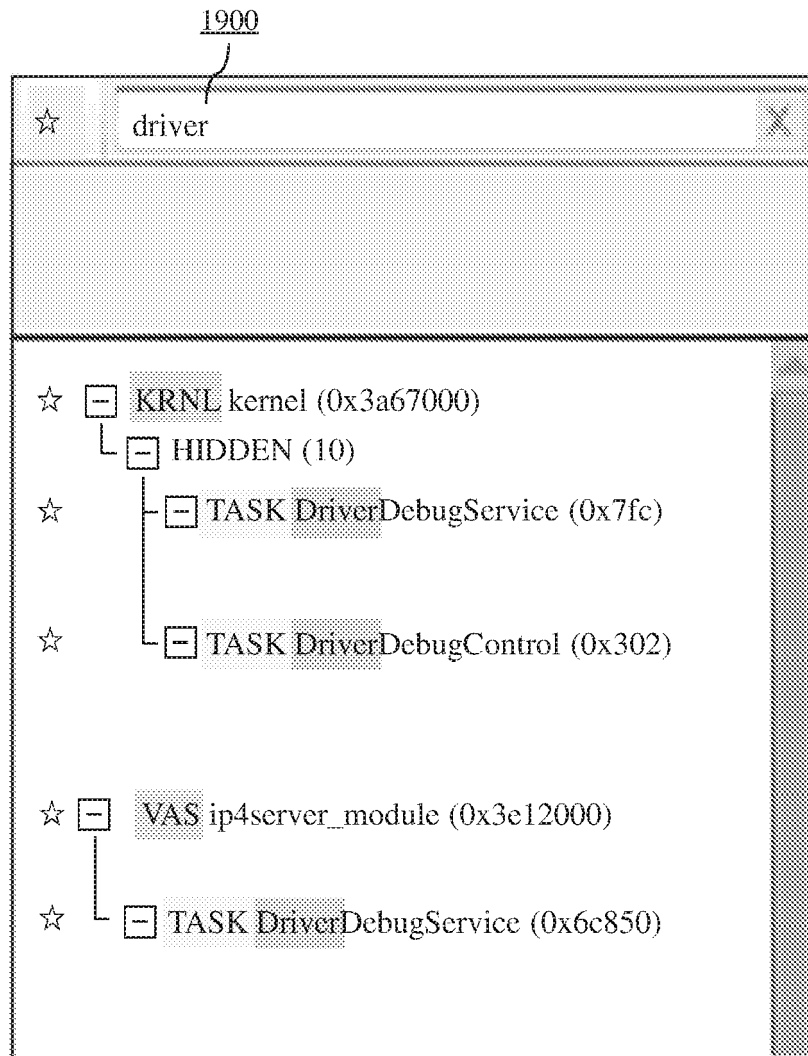 1900
driver
X
KRNL kernel (0x3a67000)
HIDDEN (10)
TASK DriverDebugService (0x7fc)
TASK DriverDebugControl (0x302)
VAS ip4server_module (0x3e12000)
TASK DriverDebugService (0x6c850)